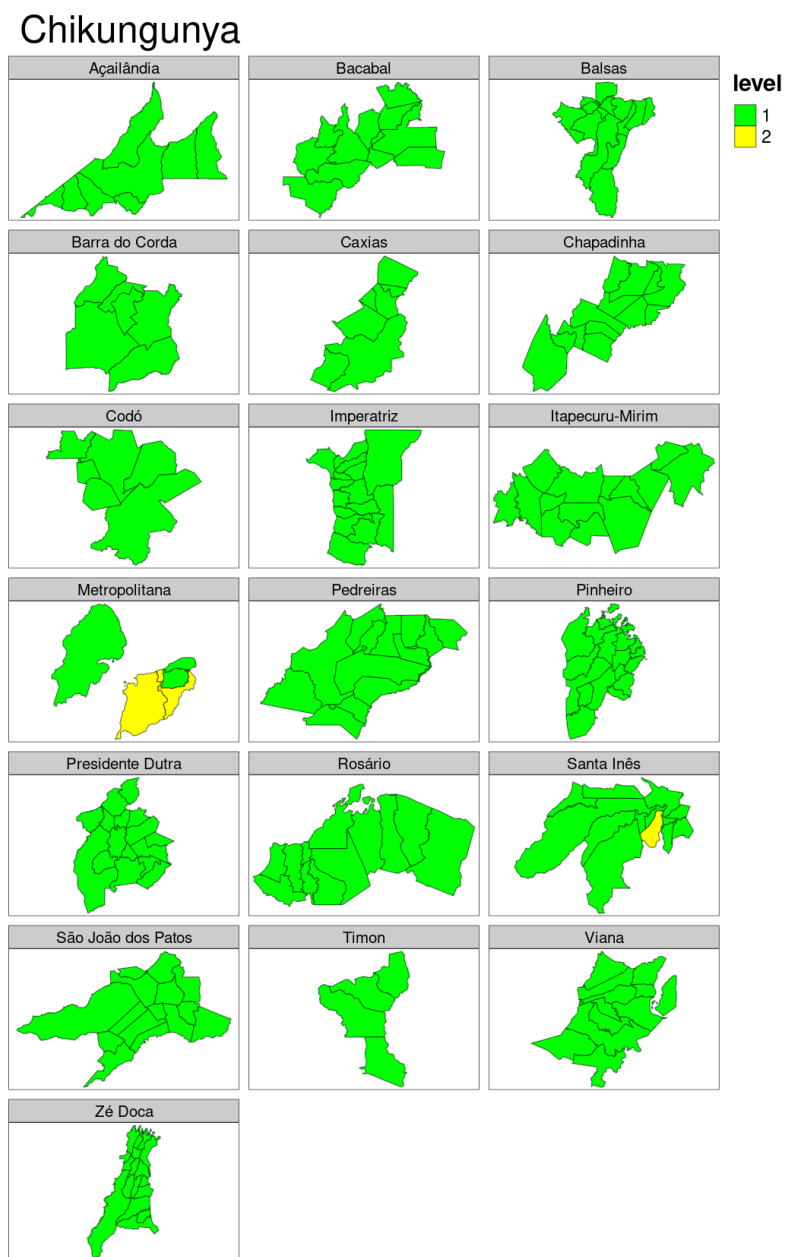 Chikungunya
Açailândia
Bacabal
Balsas
level
1
2
Barra do Corda
Caxias
Chapadinha
Codó
Imperatriz
Itapecuru-Mirim
Metropolitana
Pedreiras
Pinheiro
Presidente Dutra
Rosário
Santa Inês
São João dos Patos
Timon
Viana
Zé Doca